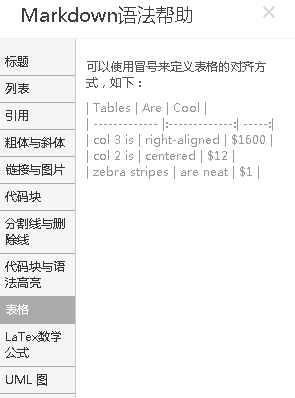 Markdown语法帮助
×
标题
列表
引用
粗体与斜体
链接与图片
代码块
分割线与删
除线
代码块与语
法高亮
表格
LaTex数学
公式
UML 图
可以使用冒号来定义表格的对齐方
式，如下：
| Tables | Are | Cool |
| ------------- |:-------------:| -----:|
| col 3 is | right-aligned | $1600 |
| col 2 is | centered | $12 |
| zebra stripes | are neat | $1 |